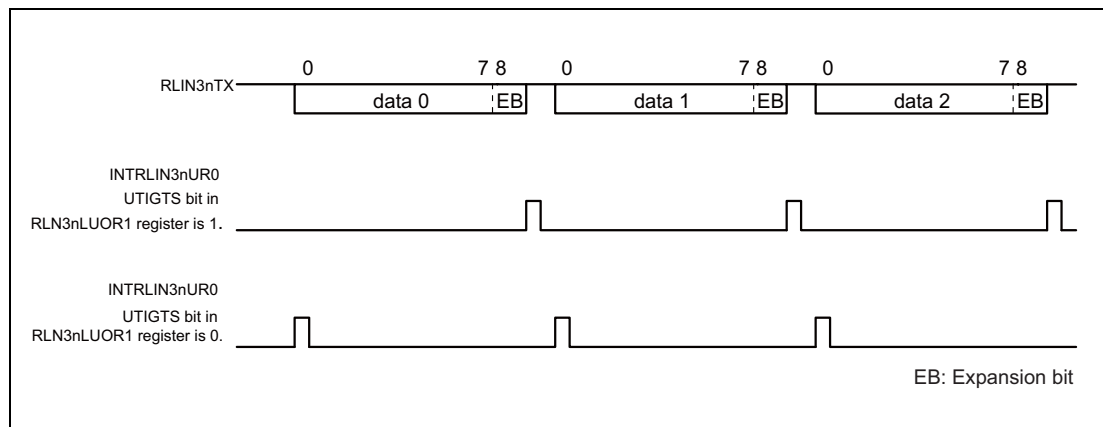 0 7 8 0 7 8 0 7 8
RLIN3nTX
data 0 EB data 1 EB data 2 EB
INTRLIN3nUR0
UTIGTS bit in
RLN3nLUOR1 register is 1.
INTRLIN3nUR0
UTIGTS bit in
RLN3nLUOR1 register is 0.
EB: Expansion bit